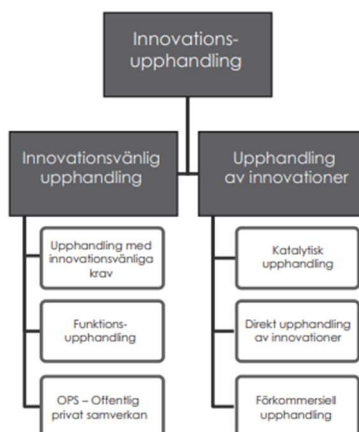 Innovations-
upphandling
Innovationsvänlig
upphandling
Upphandling
av innovationer
Upphandling med
innovationsvänliga
krav
Funktions-
upphandling
OPS – Offentlig
privat samverkan
Katalytisk
upphandling
Direkt upphandling
av innovationer
Förkommersiell
upphandling